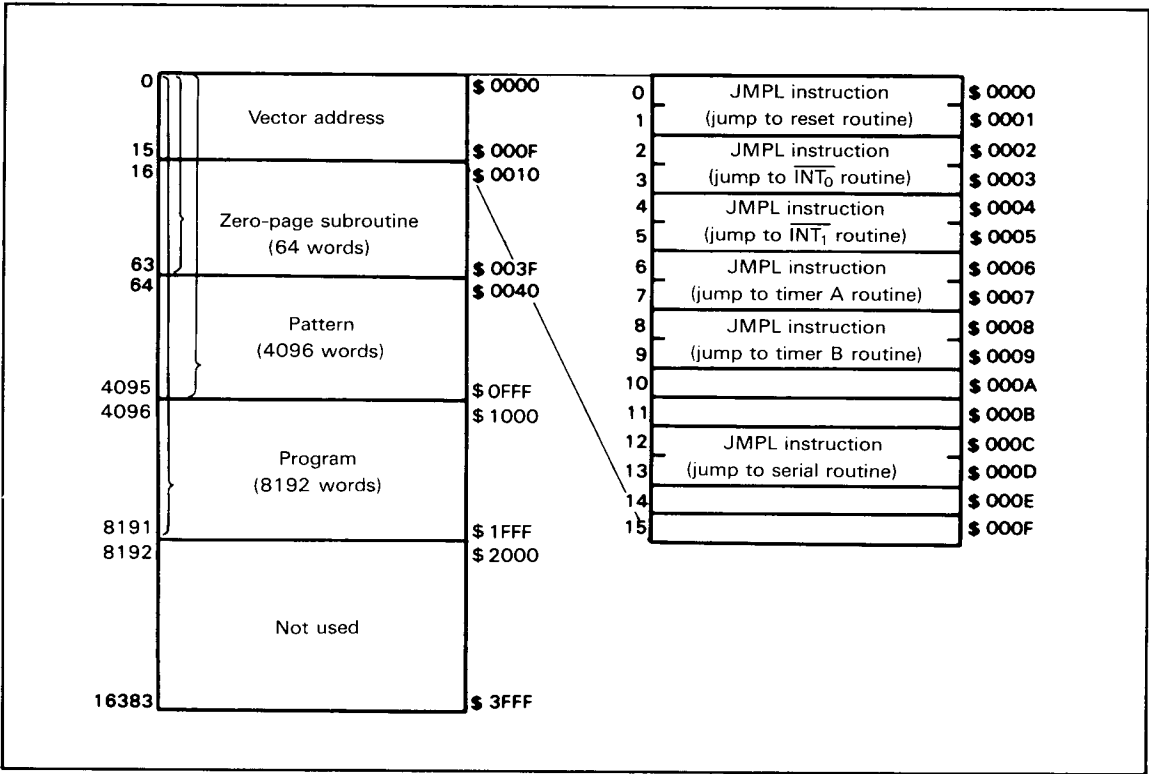 0
$ 0000
Vector address
15
$ 000F
16
$ 0010
Zero-page subroutine
(64 words)
63
$ 003F
64
$ 0040
Pattern
(4096 words)
4095
$ 0FFF
4096
$ 1000
Program
(8192 words)
8191
$ 1FFF
8192
$ 2000
Not used
16383
$ 3FFF
0 JMPL instruction $ 0000
1 (jump to reset routine) $ 0001
2 JMPL instruction $ 0002
3 (jump to INT₀ routine) $ 0003
4 JMPL instruction $ 0004
5 (jump to INT₁ routine) $ 0005
6 JMPL instruction $ 0006
7 (jump to timer A routine) $ 0007
8 JMPL instruction $ 0008
9 (jump to timer B routine) $ 0009
10 $ 000A
11 $ 000B
12 JMPL instruction $ 000C
13 (jump to serial routine) $ 000D
14 $ 000E
15 $ 000F